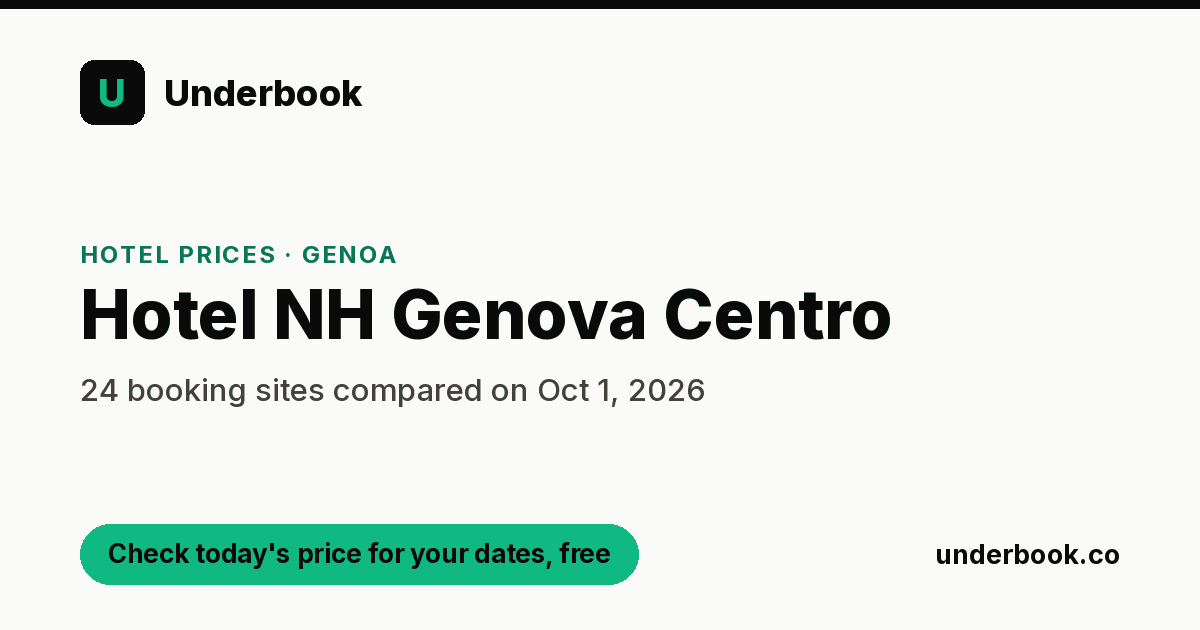 U Underbook
HOTEL PRICES · GENOA
Hotel NH Genova Centro
24 booking sites compared on Oct 1, 2026
Check today's price for your dates, free
underbook.co